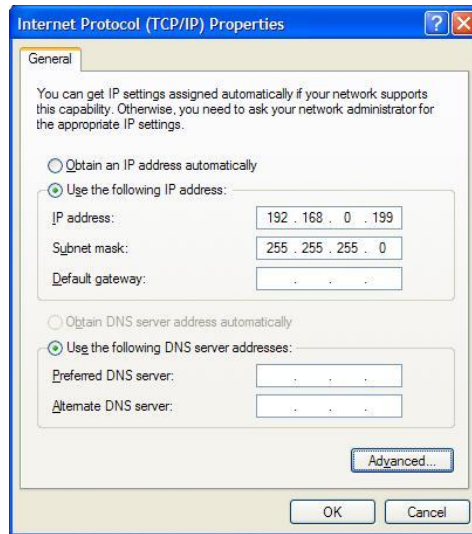 Internet Protocol (TCP/IP) Properties
General
You can get IP settings assigned automatically if your network supports
this capability. Otherwise, you need to ask your network administrator for
the appropriate IP settings.
Obtain an IP address automatically
Use the following IP address:
IP address: 192 . 168 . 0 . 199
Subnet mask: 255 . 255 . 255 . 0
Default gateway: . . .
Obtain DNS server address automatically
Use the following DNS server addresses:
Preferred DNS server: . . .
Alternate DNS server: . . .
Advanced...
OK Cancel